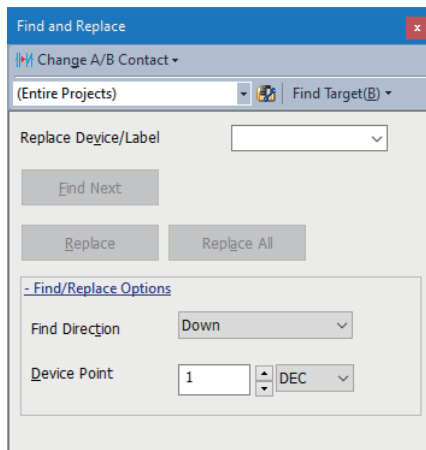 Find and Replace
x
Change A/B Contact
(Entire Projects) Find Target(B)
Replace Device/Label
Find Next
Replace Replace All
- Find/Replace Options
Find Direction Down
Device Point 1 DEC